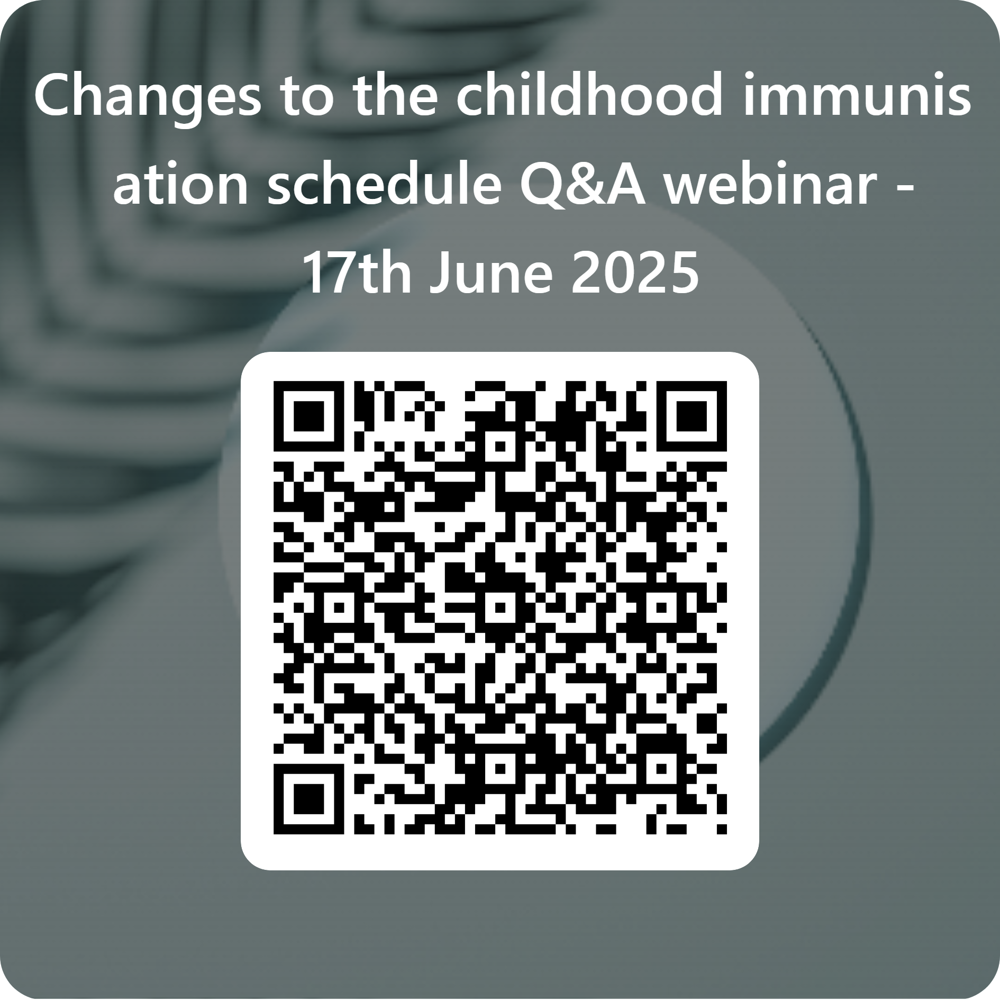 Changes to the childhood immunis
ation schedule Q&A webinar -
17th June 2025